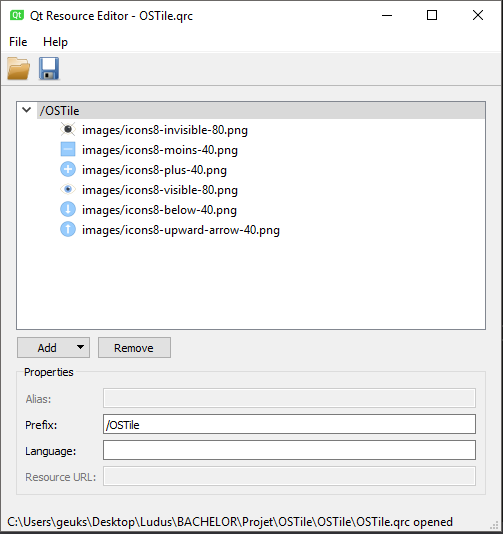 Qt Qt Resource Editor - OSTile.qrc
File Help
/OSTile
images/icons8-invisible-80.png
images/icons8-moins-40.png
images/icons8-plus-40.png
images/icons8-visible-80.png
images/icons8-below-40.png
images/icons8-upward-arrow-40.png
Add Remove
Properties
Alias:
Prefix: /OSTile
Language:
Resource URL:
C:\Users\geuks\Desktop\Ludus\BACHELOR\Projet\OSTile\OSTile\OSTile.qrc opened